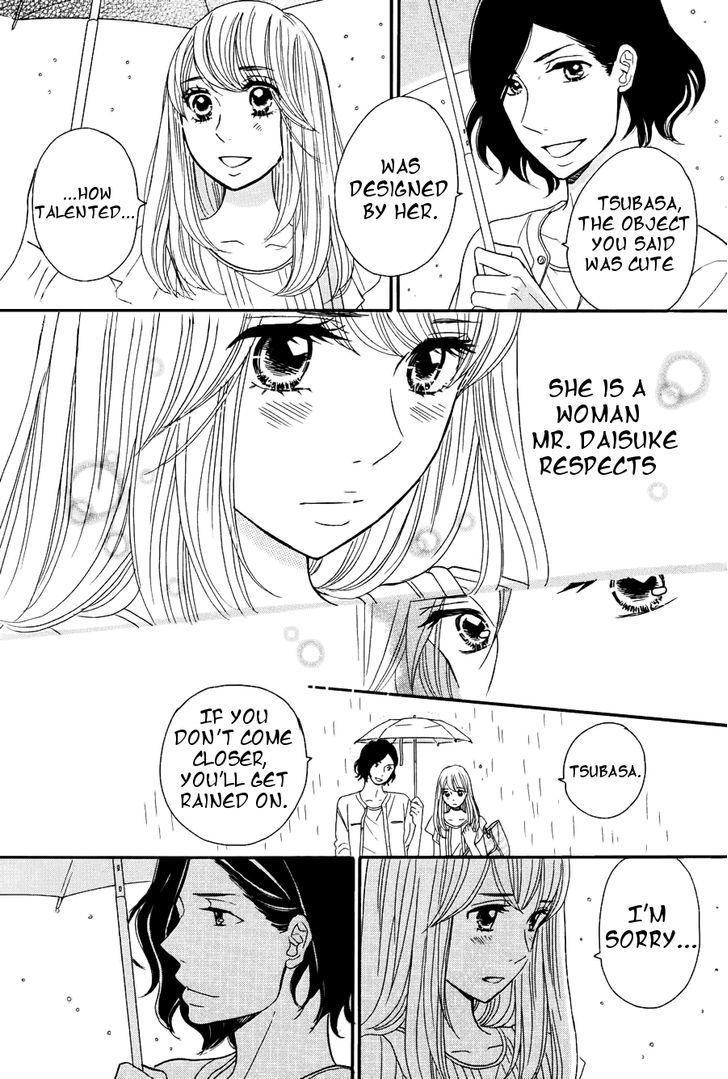 TSUBASA,
THE OBJECT
YOU SAID
WAS CUTE
WAS
DESIGNED
BY HER.
...HOW
TALENTED...
SHE IS A
WOMAN
MR. DAISUKE
RESPECTS
TSUBASA.
IF YOU
DON'T COME
CLOSER,
YOU'LL GET
RAINED ON.
I'M
SORRY...